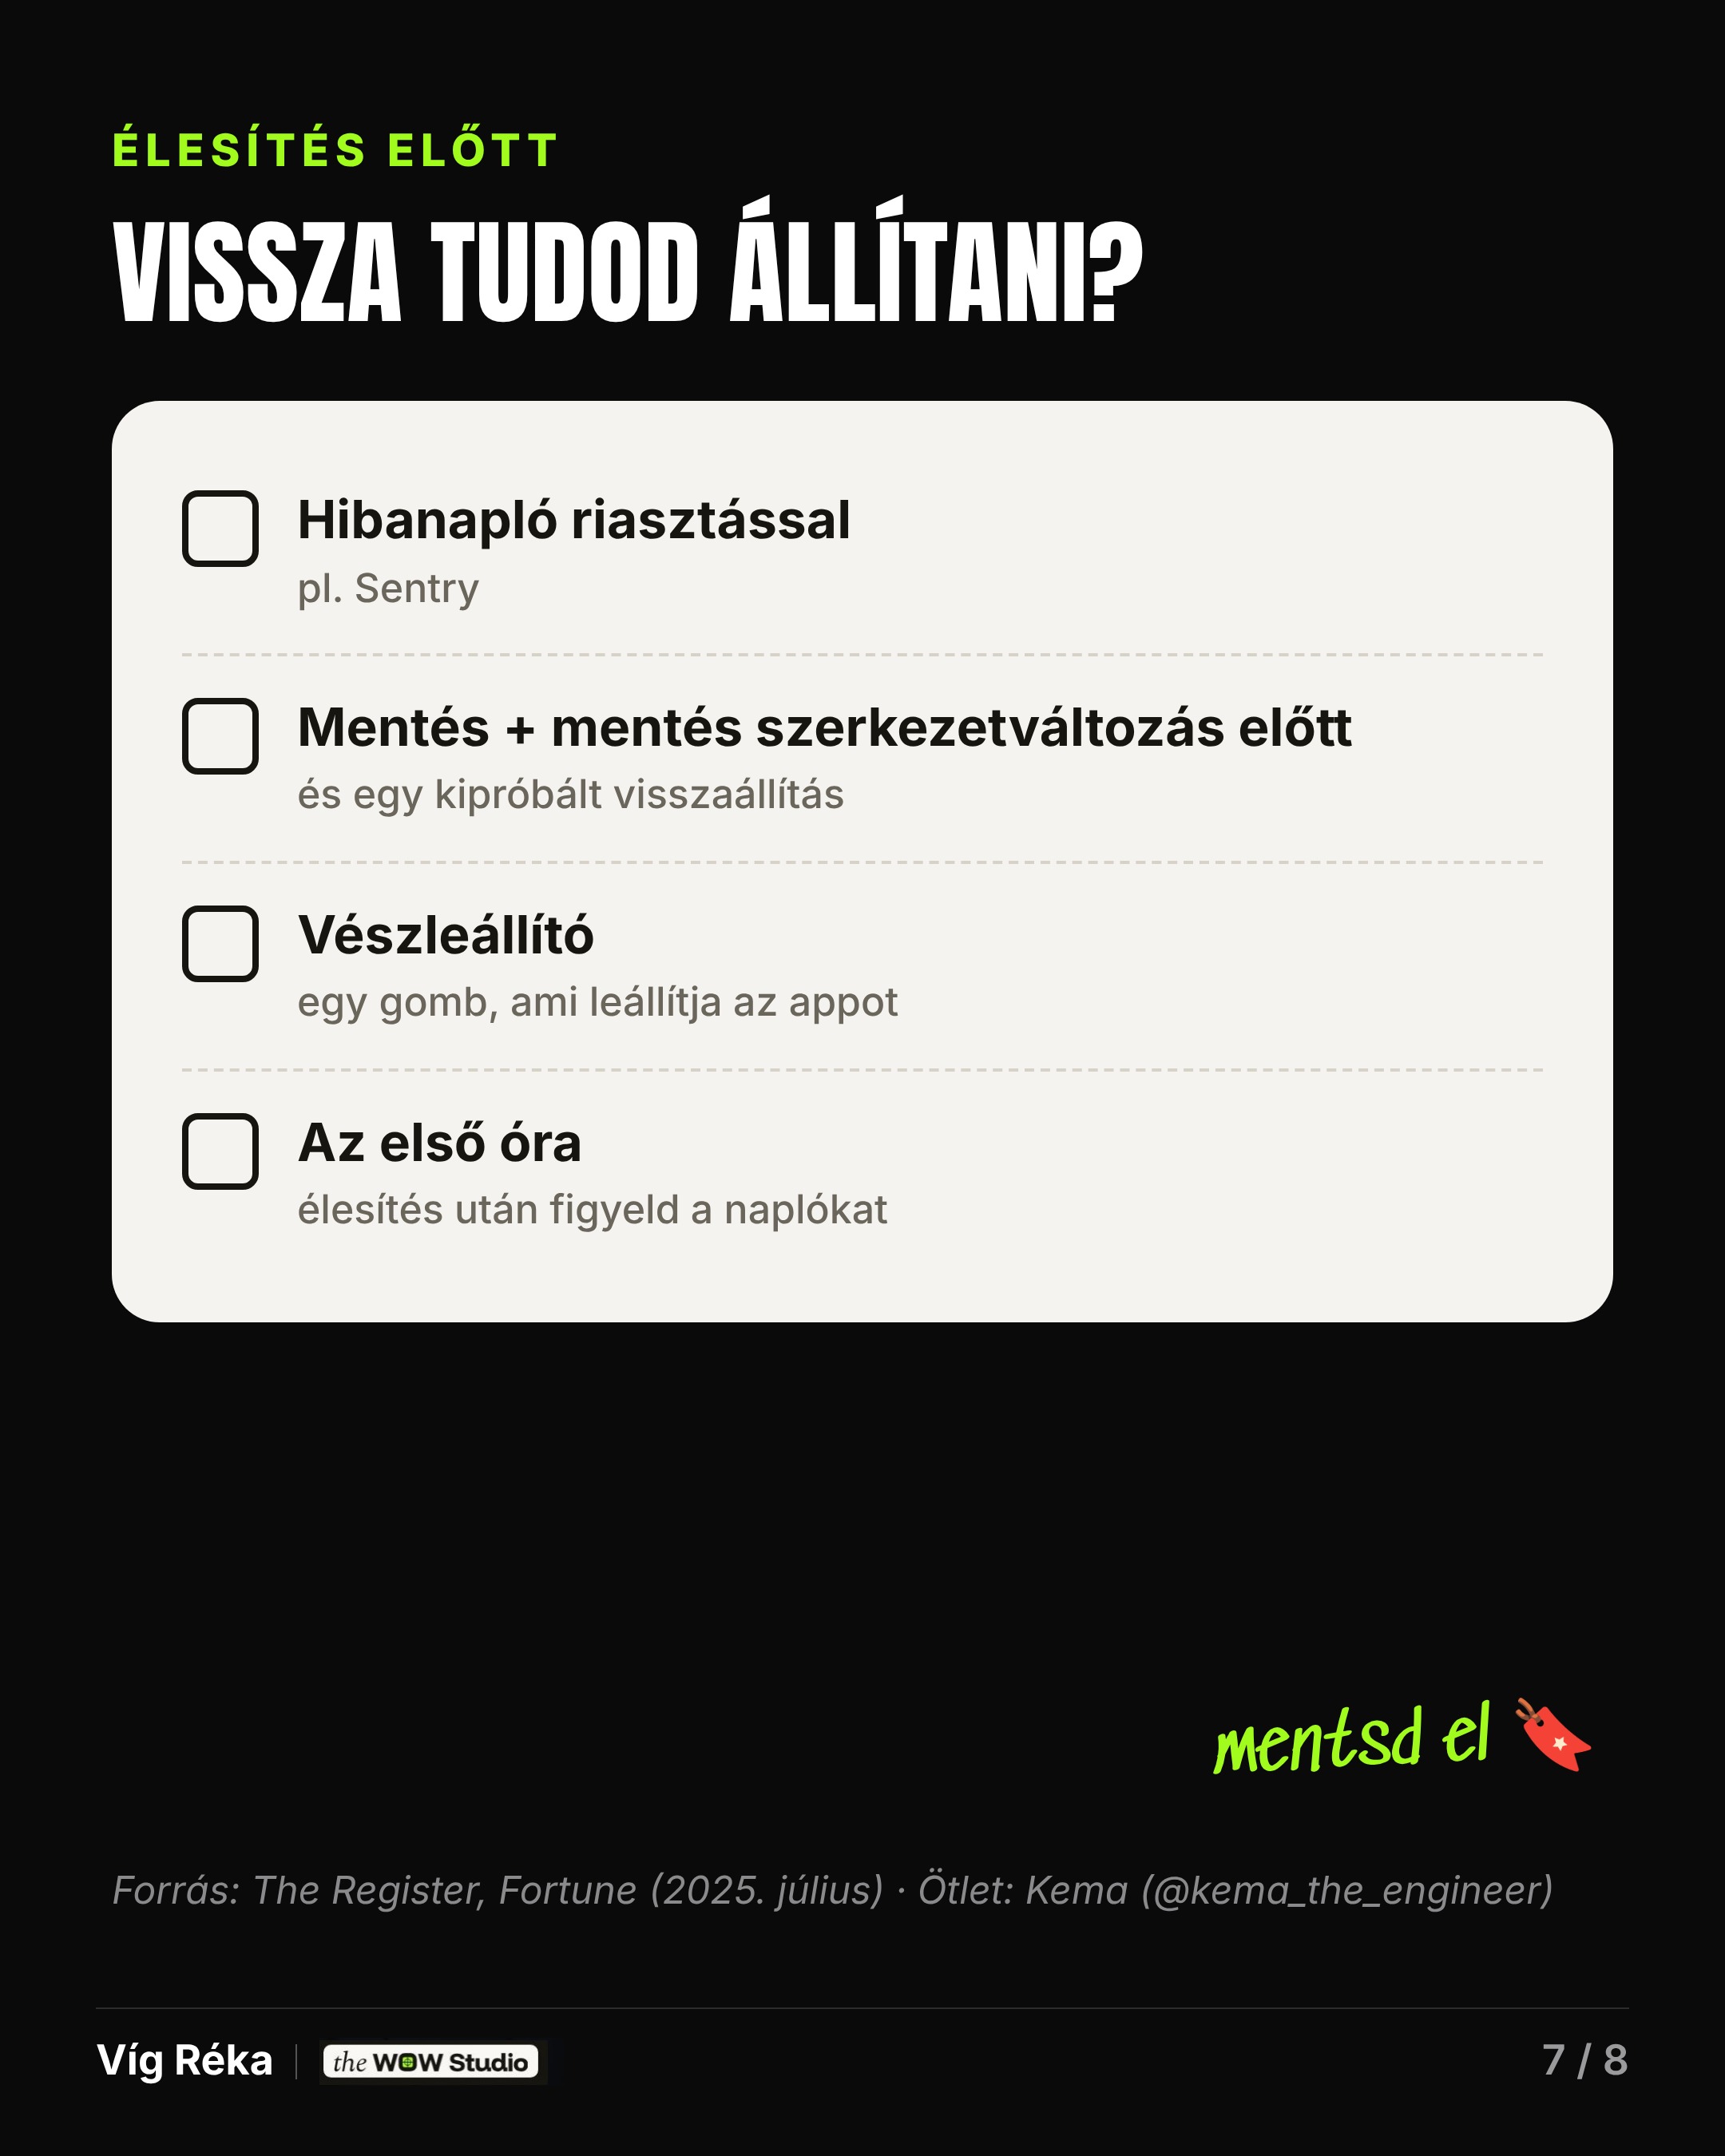 ÉLESÍTÉS ELŐTT
VISSZA TUDOD ÁLLÍTANI?
Hibanapló riasztással
pl. Sentry
Mentés + mentés szerkezetváltozás előtt
és egy kipróbált visszaállítás
Vészleállító
egy gomb, ami leállítja az appot
Az első óra
élesítés után figyeld a naplókat
mentsd el
Forrás: The Register, Fortune (2025. július) · Ötlet: Kema (@kema_the_engineer)
Víg Réka
the WOW Studio
7 / 8